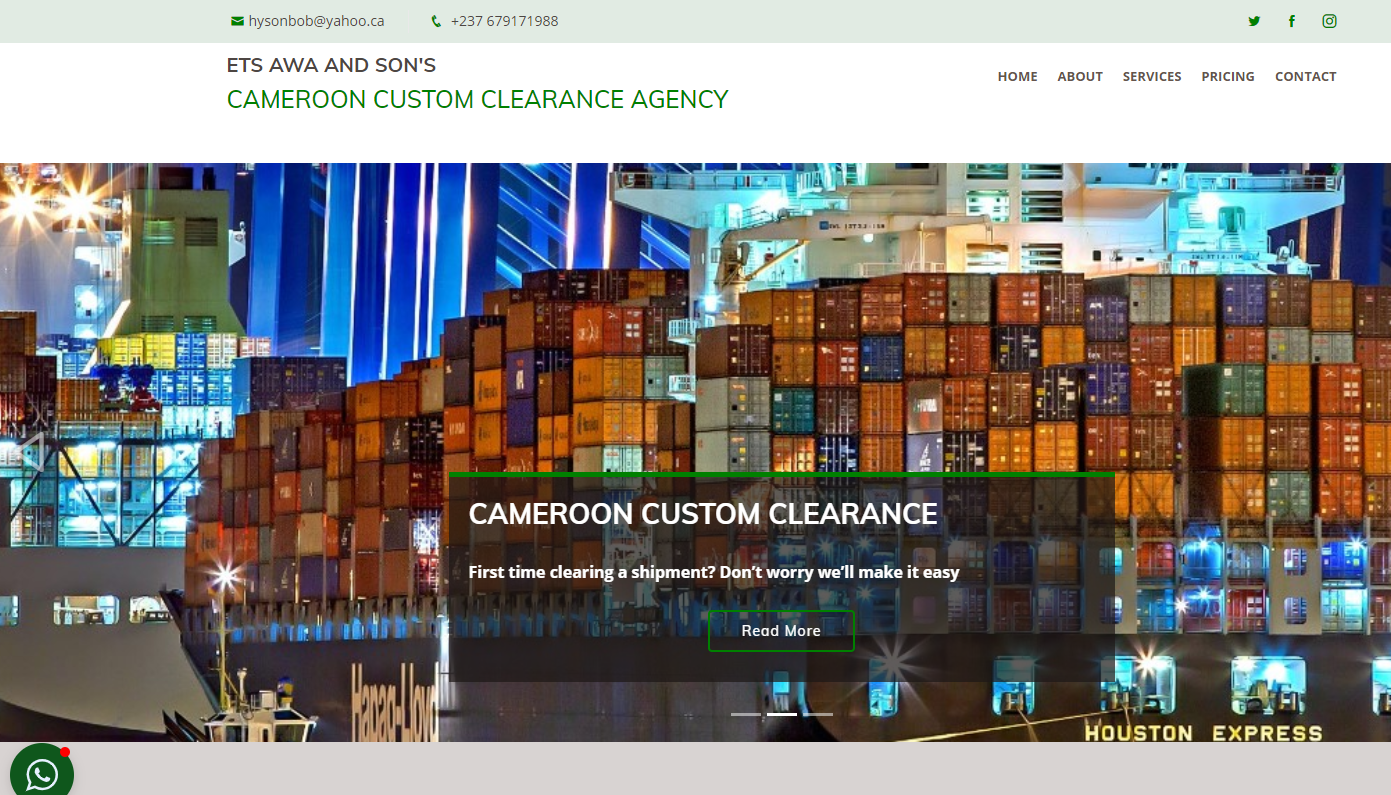 hysonbob@yahoo.ca +237 679171988
ETS AWA AND SON'S
HOME ABOUT SERVICES PRICING CONTACT
CAMEROON CUSTOM CLEARANCE AGENCY
CAMEROON CUSTOM CLEARANCE
First time clearing a shipment? Don’t worry we’ll make it easy
Read More
Hapag-Lloyd
HOUSTON EXPRESS